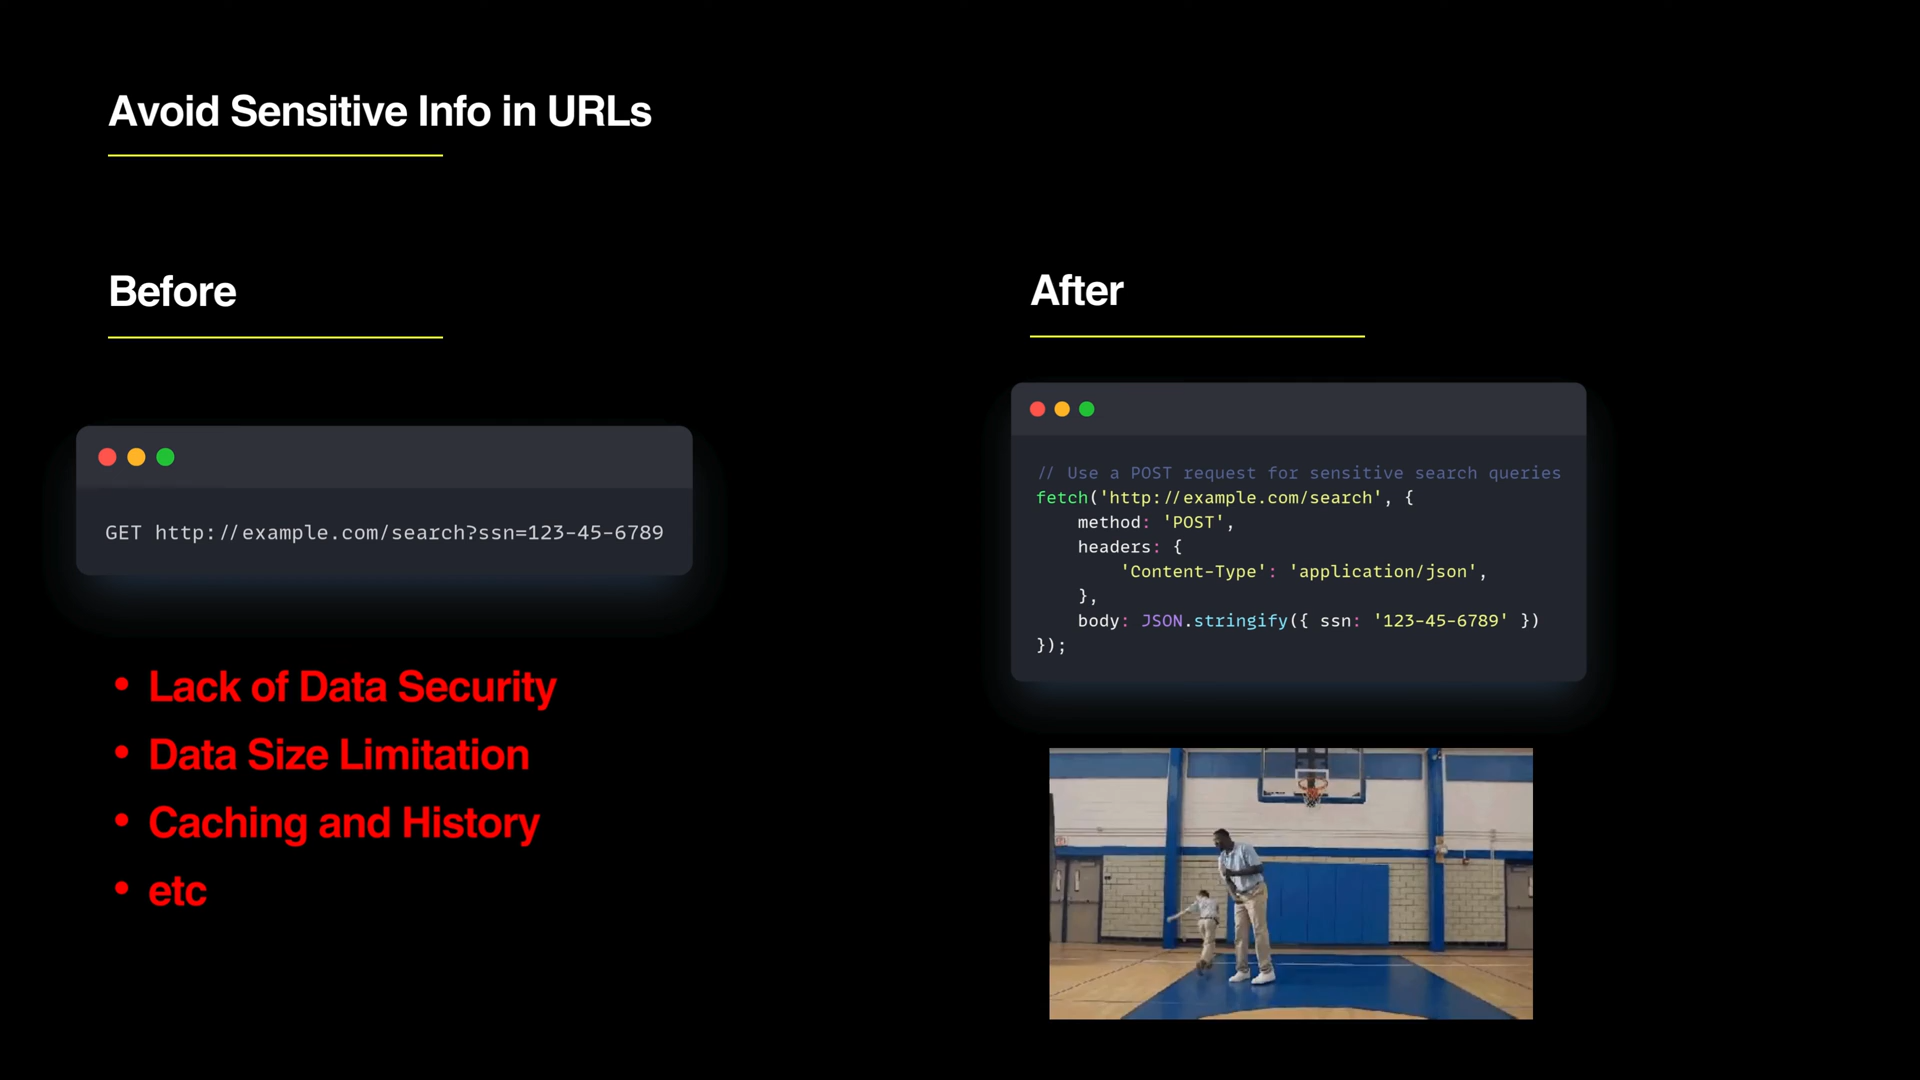 Avoid Sensitive Info in URLs
Before
GET http://example.com/search?ssn=123-45-6789
• Lack of Data Security
• Data Size Limitation
• Caching and History
• etc
After
// Use a POST request for sensitive search queries
fetch('http://example.com/search', {
    method: 'POST',
    headers: {
        'Content-Type': 'application/json',
    },
    body: JSON.stringify({ ssn: '123-45-6789' })
});